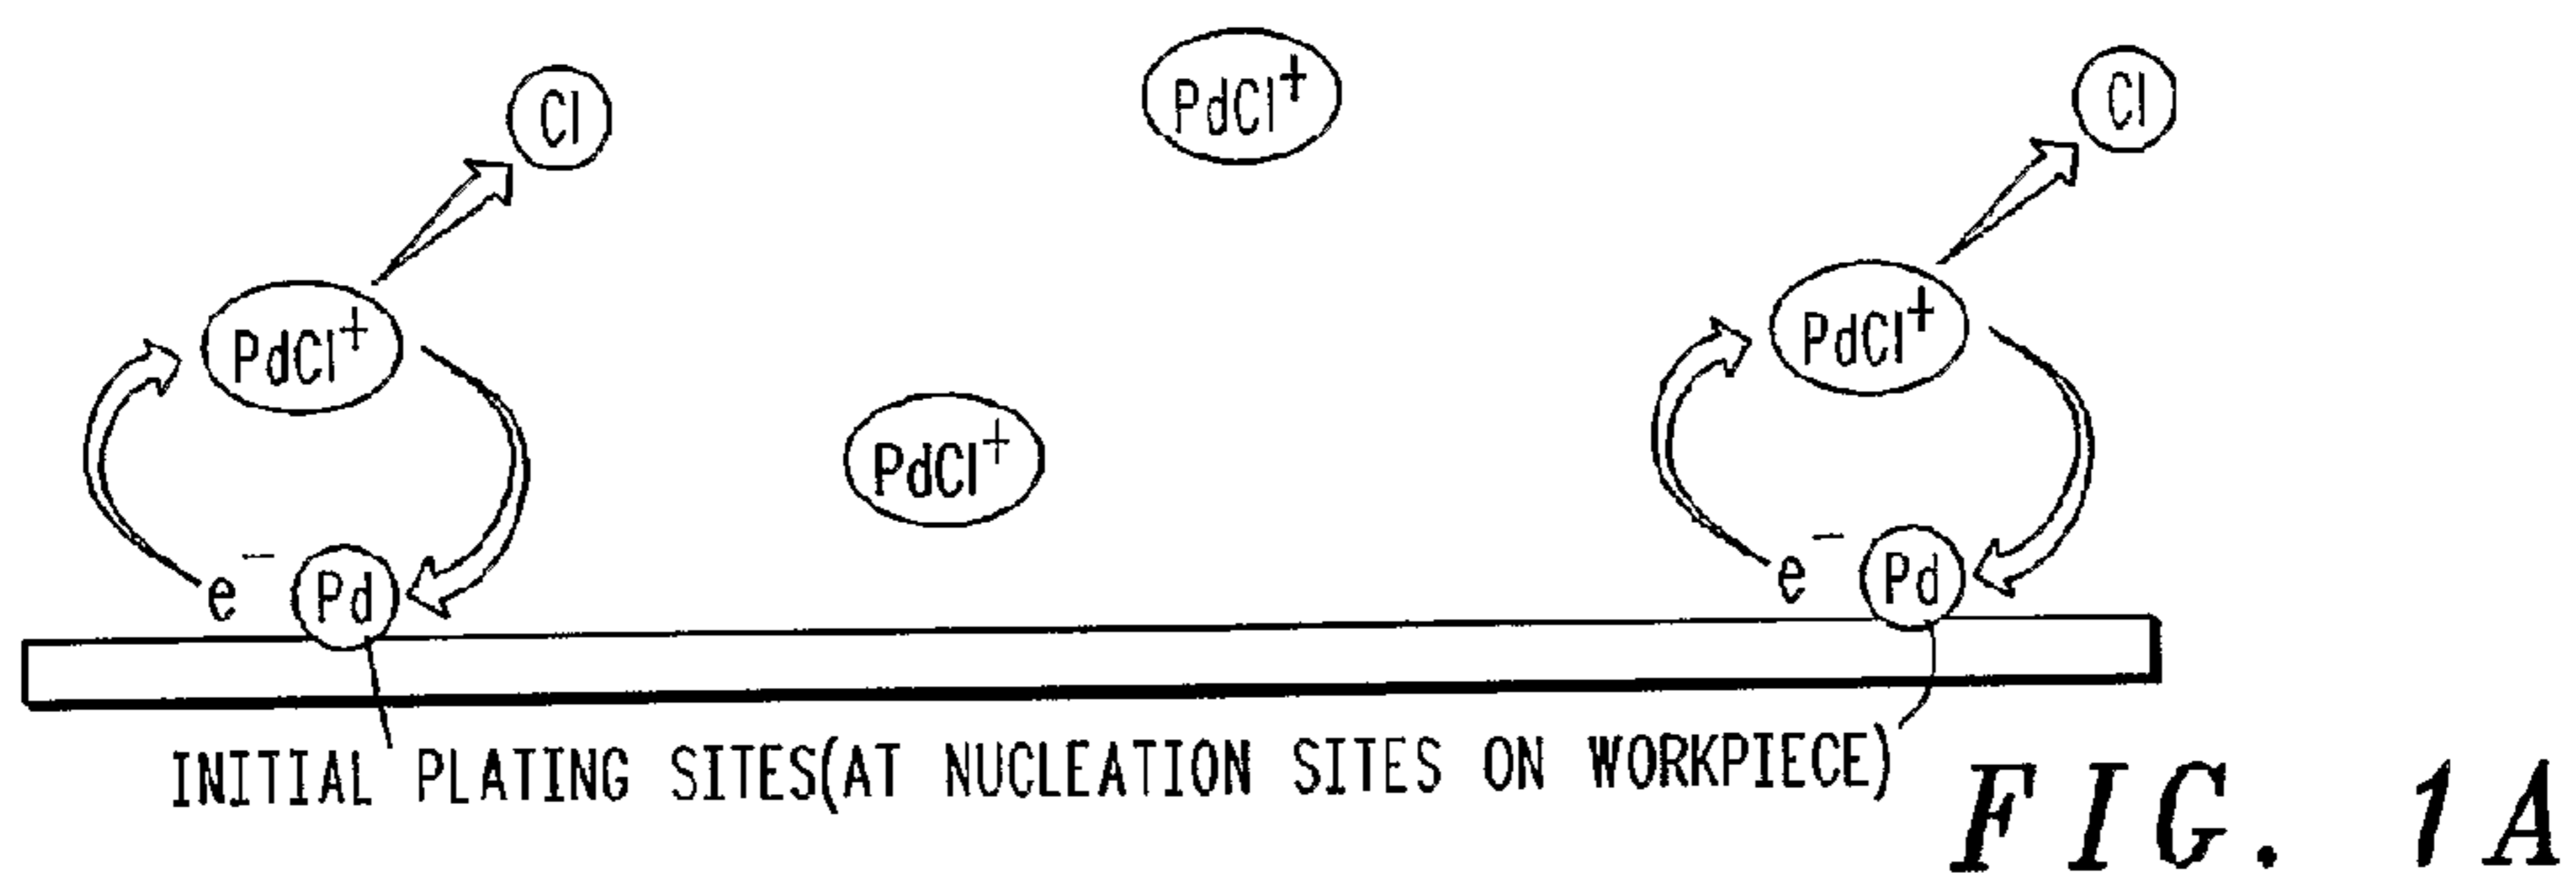 Cl
PdCl+
Cl
PdCl+
PdCl+
PdCl+
e− Pd
e− Pd
INITIAL PLATING SITES(AT NUCLEATION SITES ON WORKPIECE)
FIG. 1A